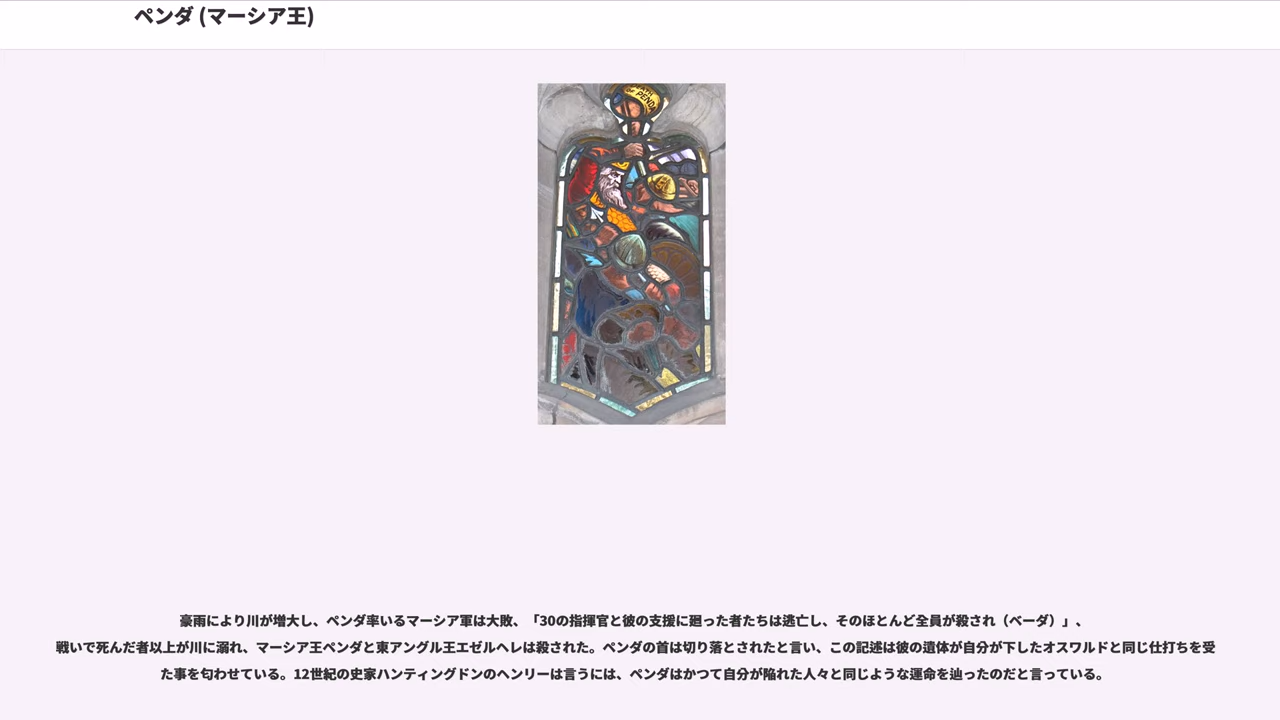 ペンダ (マーシア王)
OF PENDA
豪雨により川が増大し、ペンダ率いるマーシア軍は大敗、「30の指揮官と彼の支援に廻った者たちは逃亡し、そのほとんど全員が殺され（ベーダ）」、
戦いで死んだ者以上が川に溺れ、マーシア王ペンダと東アングル王エゼルヘレは殺された。ペンダの首は切り落とされたと言い、この記述は彼の遺体が自分が下したオスワルドと同じ仕打ちを受
た事を匂わせている。12世紀の史家ハンティングドンのヘンリーは言うには、ペンダはかつて自分が陥れた人々と同じような運命を辿ったのだと言っている。